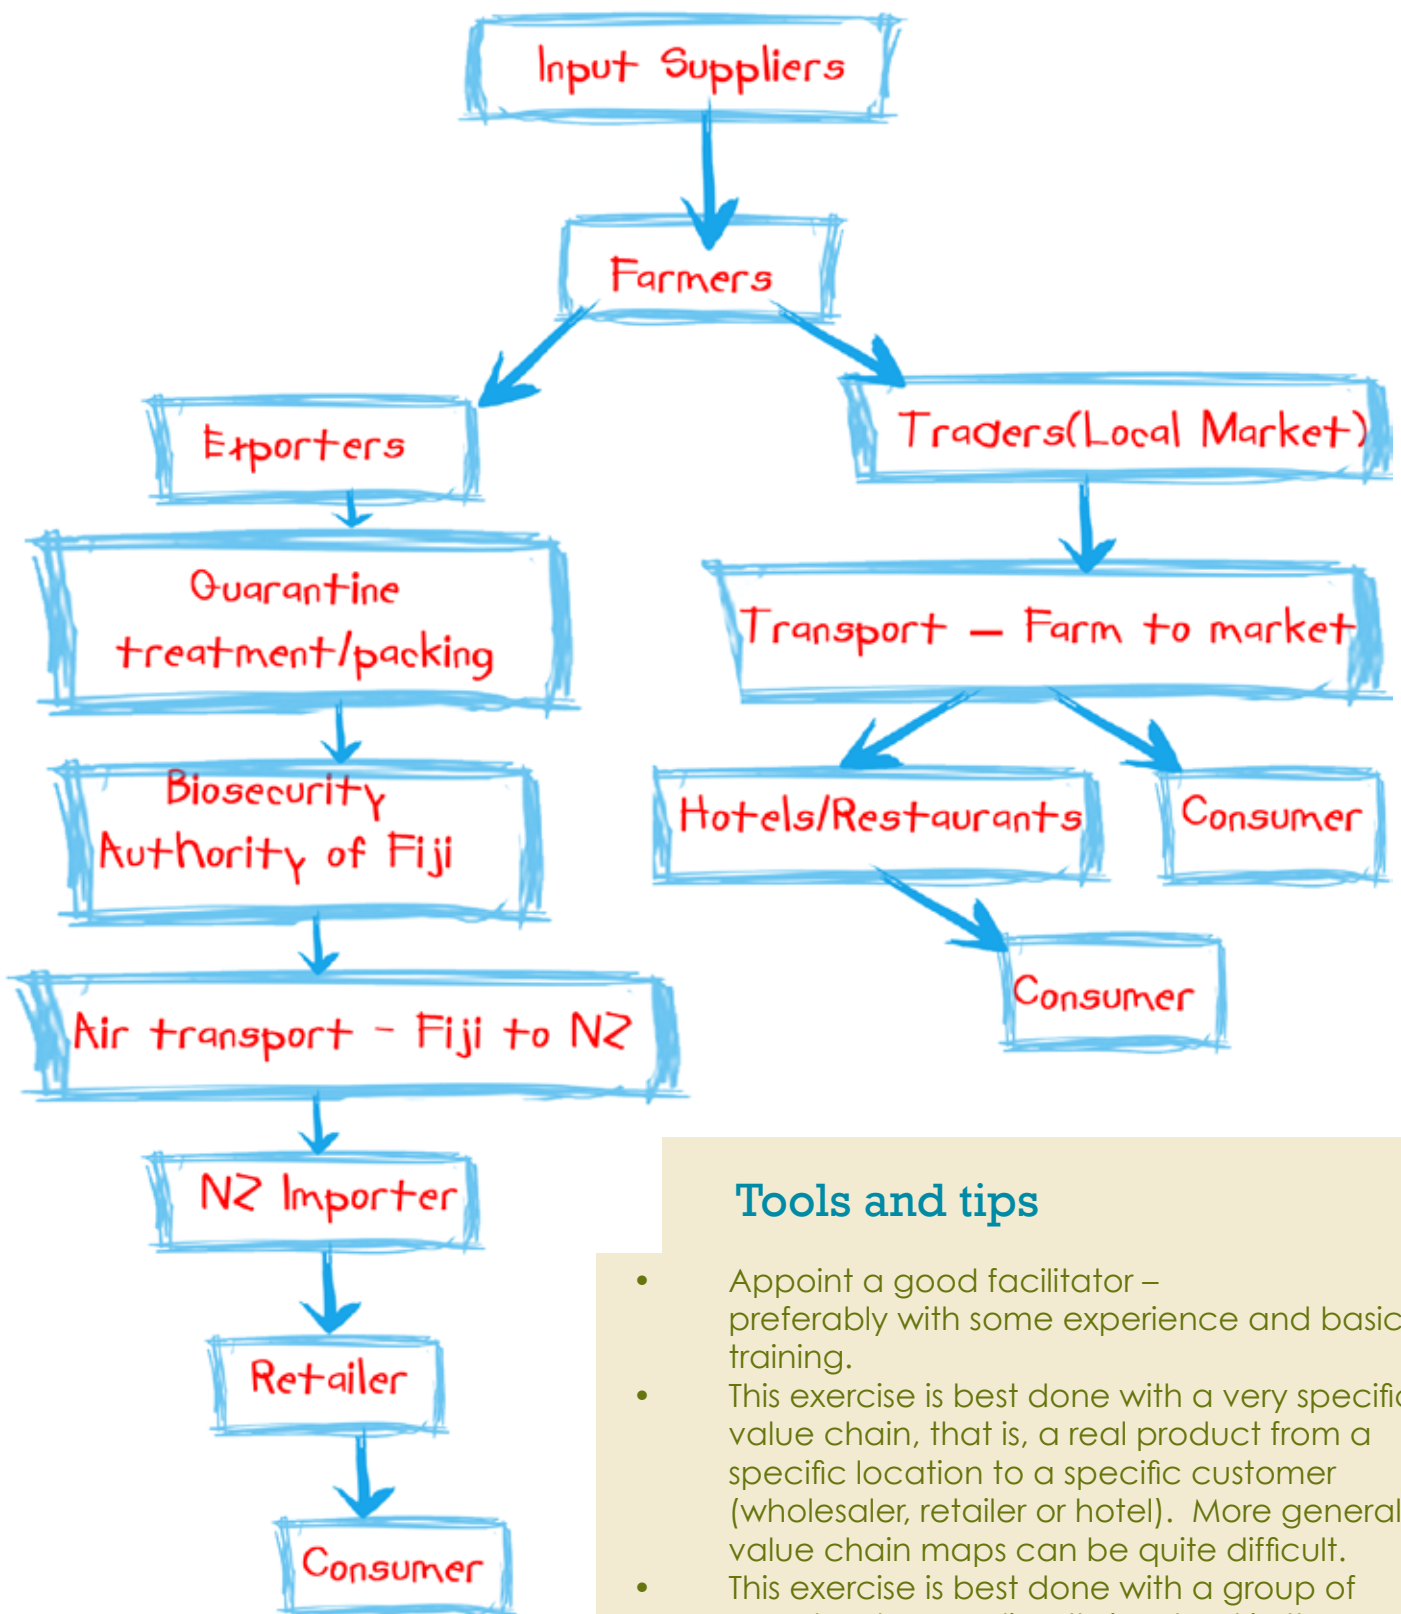 Input Suppliers
Farmers
Exporters
Traders(Local Market)
Quarantine
treatment/packing
Transport – Farm to market
Biosecurity
Authority of Fiji
Hotels/Restaurants
Consumer
Consumer
Air transport - Fiji to NZ
NZ Importer
Retailer
Consumer
Tools and tips
• Appoint a good facilitator –
preferably with some experience and basic
training.
• This exercise is best done with a very specific
value chain, that is, a real product from a
specific location to a specific customer
(wholesaler, retailer or hotel). More general
value chain maps can be quite difficult.
• This exercise is best done with a group of